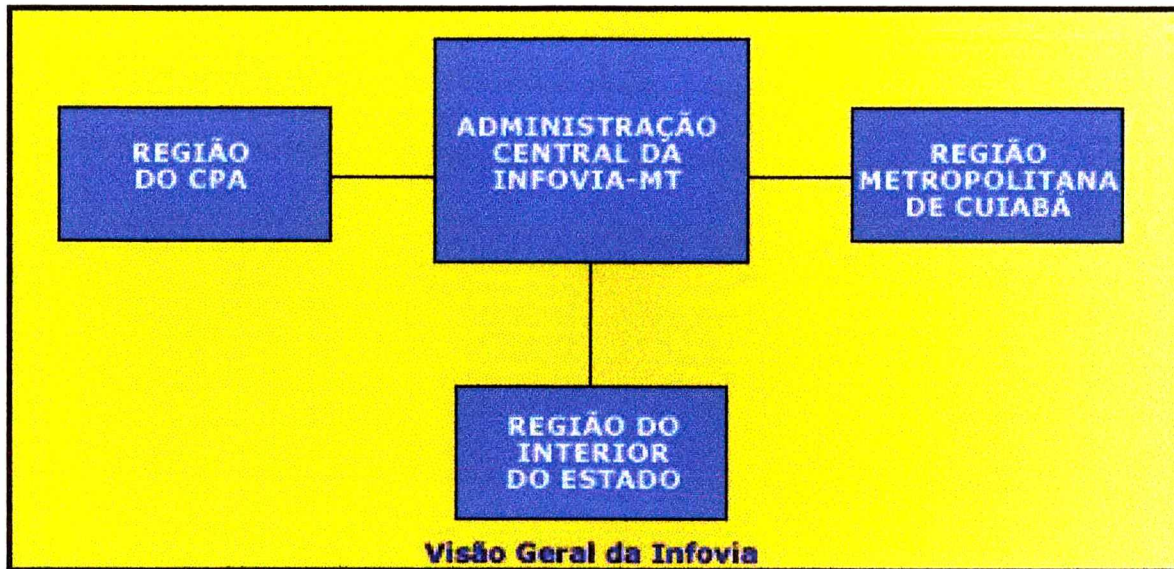 ADMINISTRAÇÃO
CENTRAL DA
INFOVIA-MT
REGIÃO
DO CPA
REGIÃO
METROPOLITANA
DE CUIABÁ
REGIÃO DO
INTERIOR
DO ESTADO
Visão Geral da Infovia